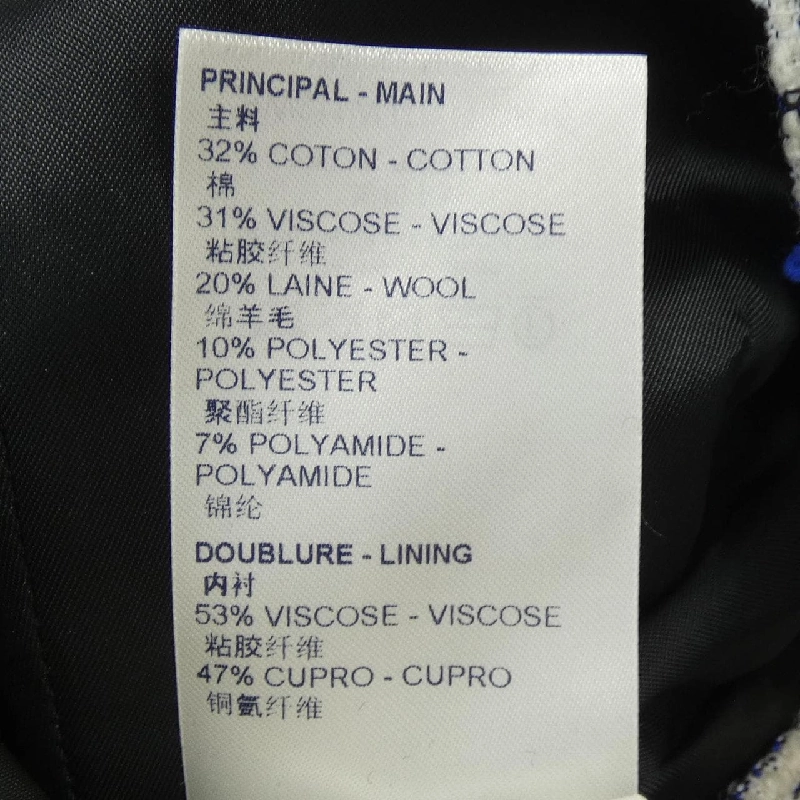 PRINCIPAL - MAIN
主料
32% COTON - COTTON
棉
31% VISCOSE - VISCOSE
粘胶纤维
20% LAINE - WOOL
绵羊毛
10% POLYESTER -
POLYESTER
聚酯纤维
7% POLYAMIDE -
POLYAMIDE
锦纶
DOUBLURE - LINING
内衬
53% VISCOSE - VISCOSE
粘胶纤维
47% CUPRO - CUPRO
铜氨纤维